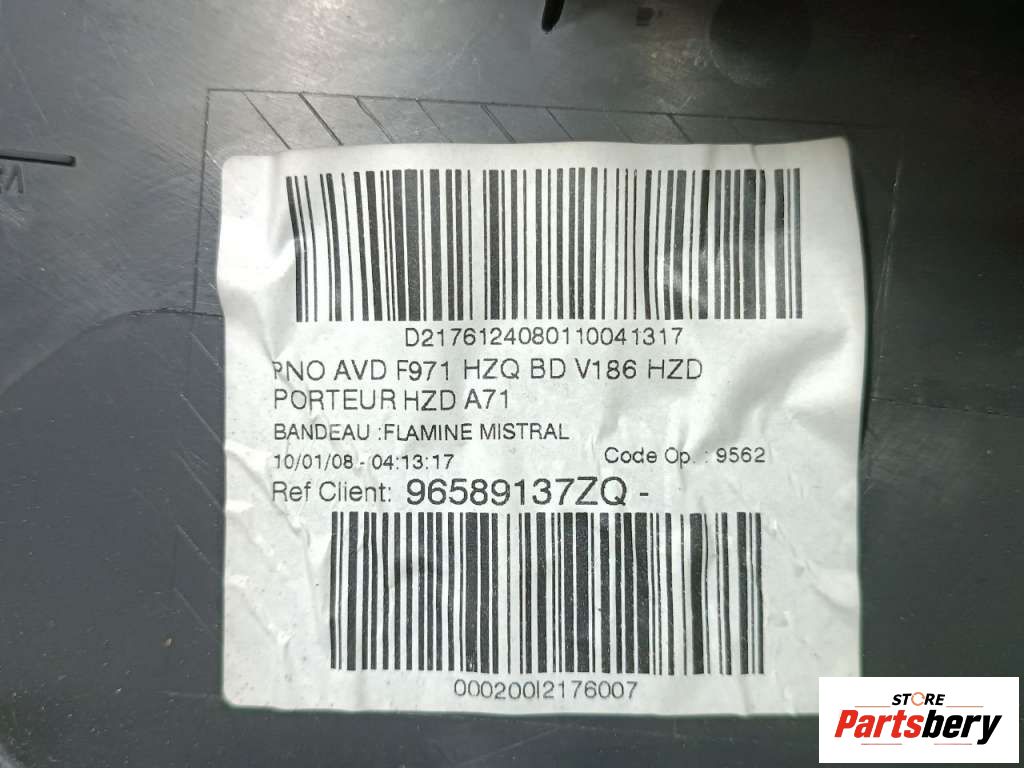 D2176124080110041317
PNO AVD F971 HZQ BD V186 HZD
PORTEUR HZD A71
BANDEAU :FLAMINE MISTRAL
10/01/08 - 04:13:17 Code Op. : 9562
Ref Client: 96589137ZQ -
000200I2176007
STORE
Partsbery